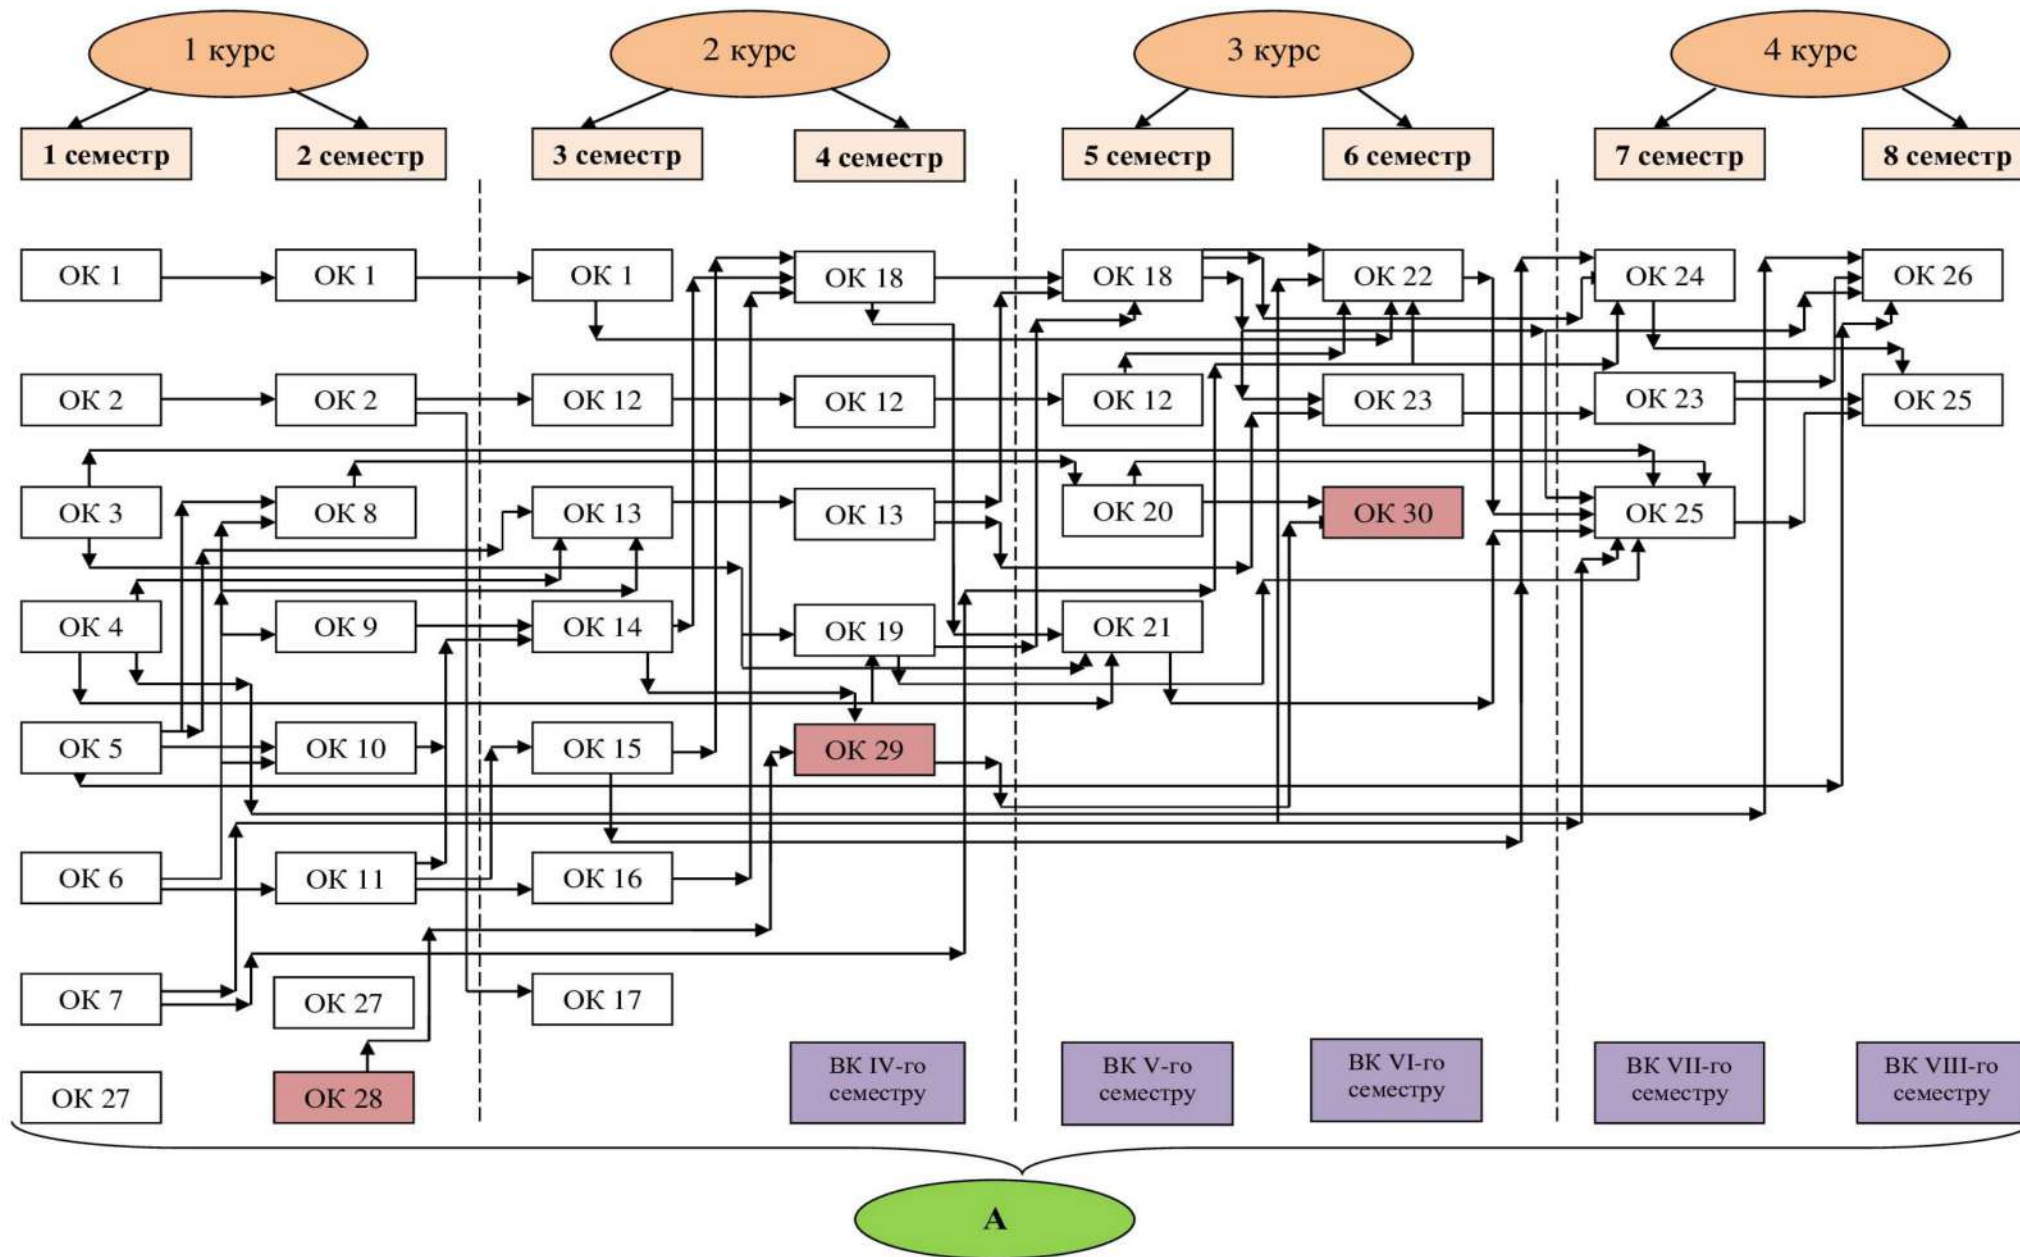 1 курс
2 курс
3 курс
4 курс
1 семестр
2 семестр
3 семестр
4 семестр
5 семестр
6 семестр
7 семестр
8 семестр
ОК 1
ОК 1
ОК 1
ОК 18
ОК 18
ОК 22
ОК 24
ОК 26
ОК 2
ОК 2
ОК 12
ОК 12
ОК 12
ОК 23
ОК 23
ОК 25
ОК 3
ОК 8
ОК 13
ОК 13
ОК 20
ОК 30
ОК 25
ОК 4
ОК 9
ОК 14
ОК 19
ОК 21
ОК 5
ОК 10
ОК 15
ОК 29
ОК 6
ОК 11
ОК 16
ОК 7
ОК 27
ОК 17
ОК 27
ОК 28
ВК IV-го
семестру
ВК V-го
семестру
ВК VI-го
семестру
ВК VII-го
семестру
ВК VIII-го
семестру
А